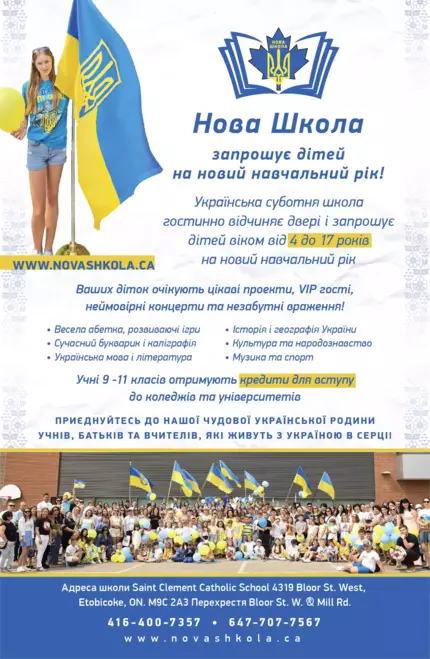 НОВА
ШКОЛА
Нова Школа
запрошує дітей
на новий навчальний рік!
Українська суботня школа
гостинно відчиняє двері і запрошує
дітей віком від 4 до 17 років
на новий навчальний рік
WWW.NOVASHKOLA.CA
Ваших діток очікують цікаві проекти, VIP гості,
неймовірні концерти та незабутні враження!
• Весела абетка, розвиваючі ігри
• Сучасний букварик і каліграфія
• Українська мова і література
• Історія і географія України
• Культура та народознавство
• Музика та спорт
Учні 9 -11 класів отримують кредити для вступу
до коледжів та університетів
ПРИЄДНУЙТЕСЬ ДО НАШОЇ ЧУДОВОЇ УКРАЇНСЬКОЇ РОДИНИ
УЧНІВ, БАТЬКІВ ТА ВЧИТЕЛІВ, ЯКІ ЖИВУТЬ З УКРАЇНОЮ В СЕРЦІ!
Адреса школи Saint Clement Catholic School 4319 Bloor St. West,
Etobicoke, ON. M9C 2A3 Перехрестя Bloor St. W. & Mill Rd.
416-400-7357 • 647-707-7567
www.novashkola.ca